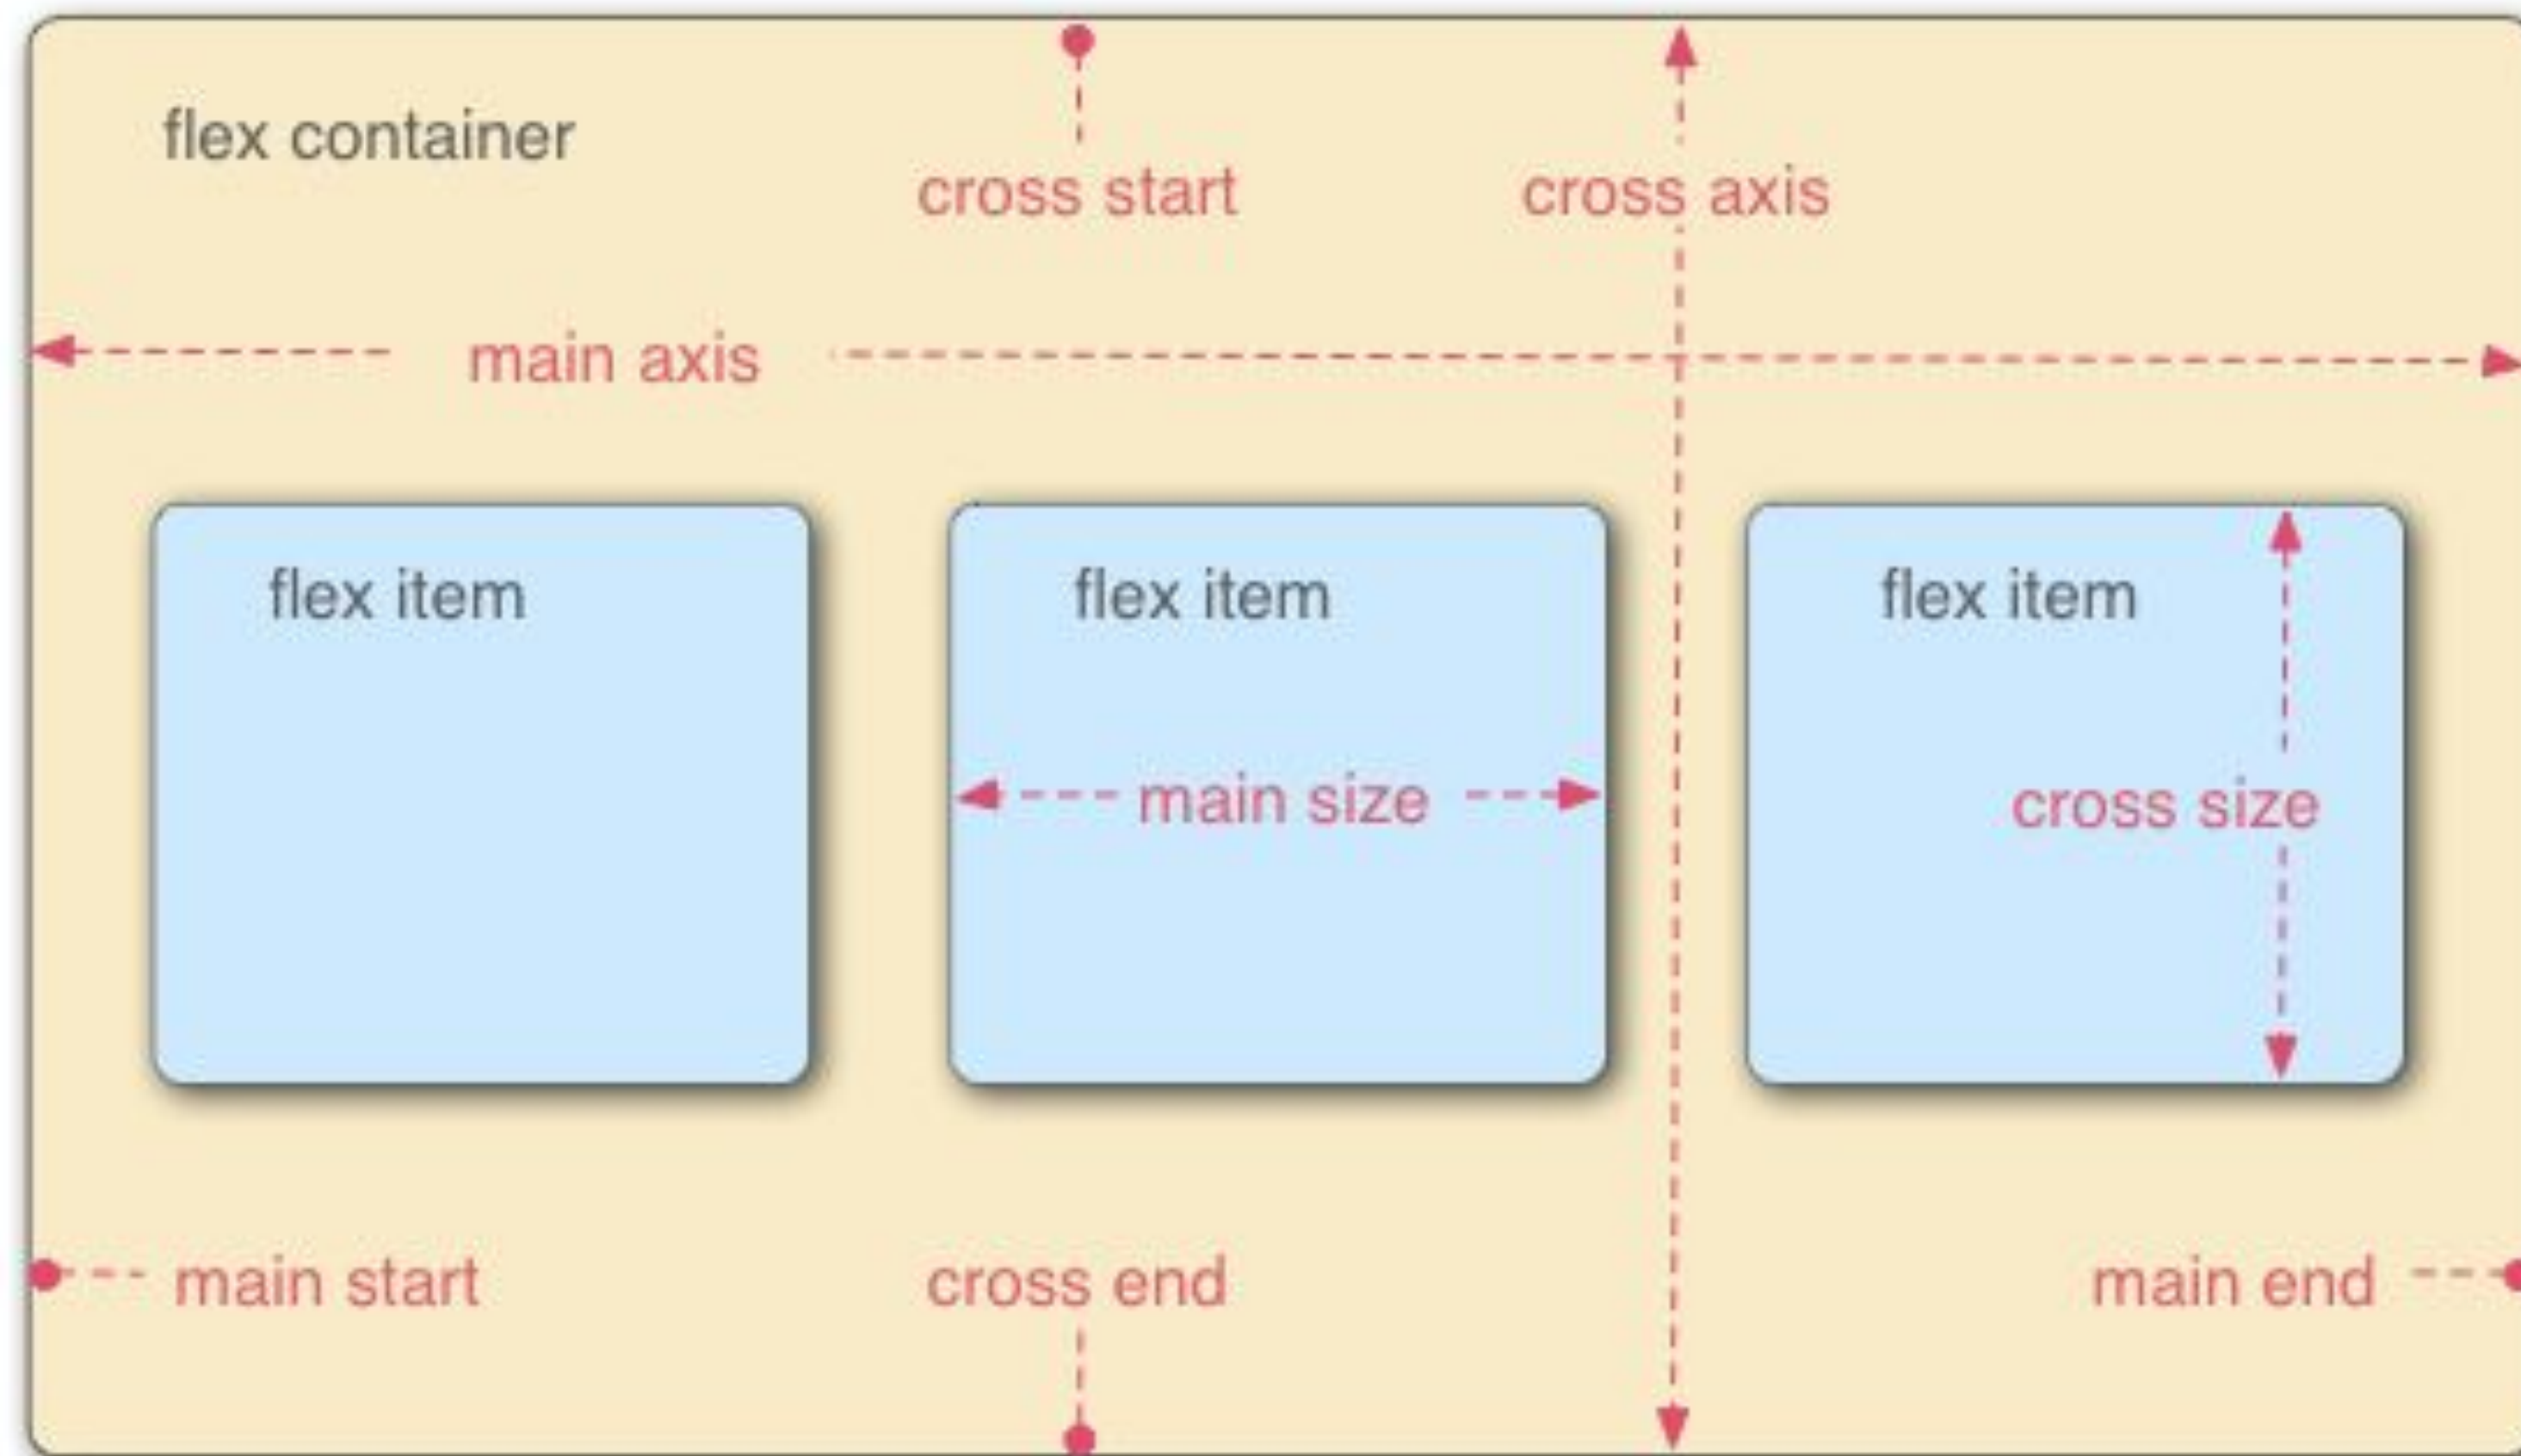 flex container
cross start
cross axis
main axis
flex item
flex item
flex item
main size
cross size
main start
cross end
main end